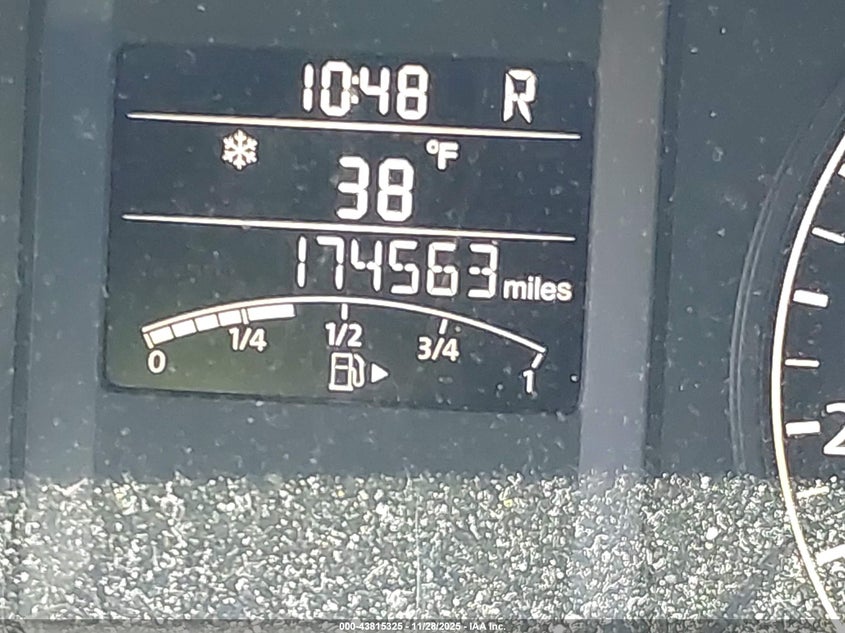 10:48 R
°F
38
174563 miles
0 1/4 1/2 3/4 1
2
000-43815325 - 11/28/2025 - IAA Inc.